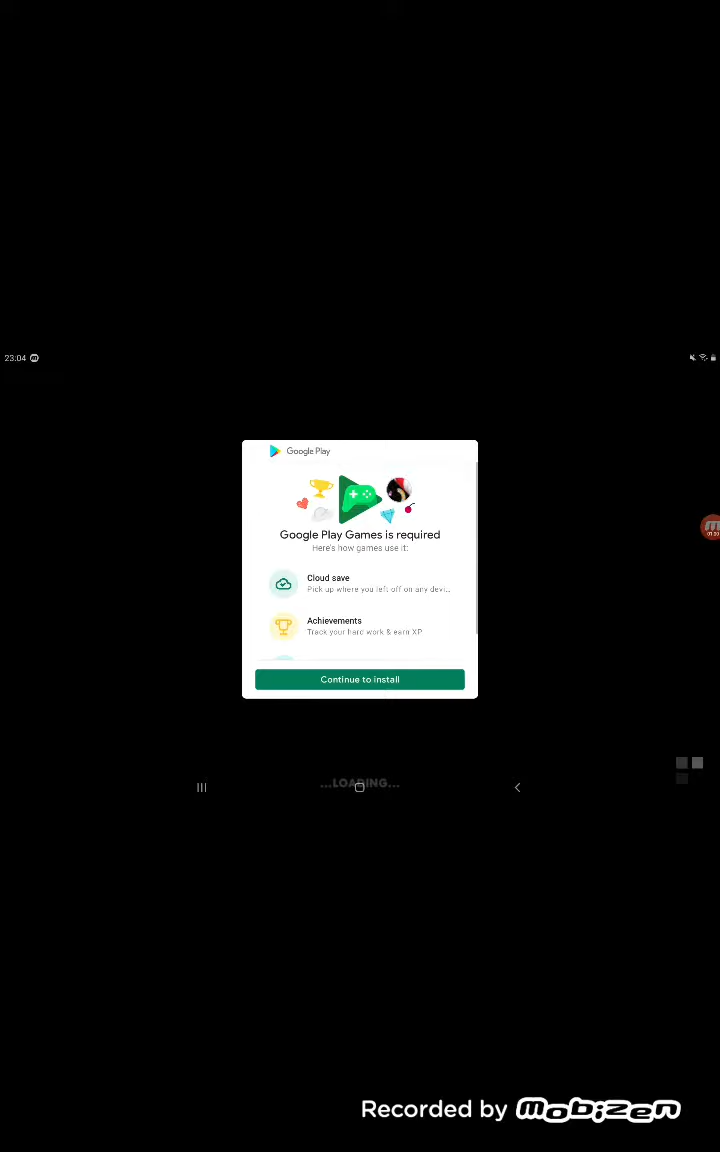 23:04
Google Play
Google Play Games is required
Here's how games use it:
Cloud save
Pick up where you left off on any devi...
Achievements
Track your hard work & earn XP
Continue to install
...LOADING...
Recorded by mobizen